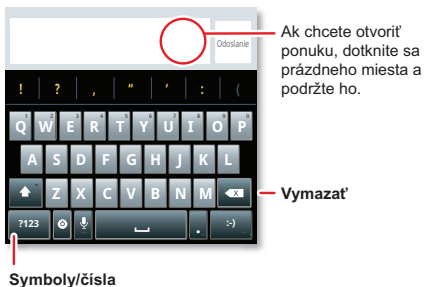 Odoslanie
Ak chcete otvoriť
ponuku, dotknite sa
prázdneho miesta a
podržte ho.
! ? , " ' : (
Q W E R T Y U I O P
A S D F G H J K L
Z X C V B N M
Vymazať
?123 . :-)
Symboly/čísla